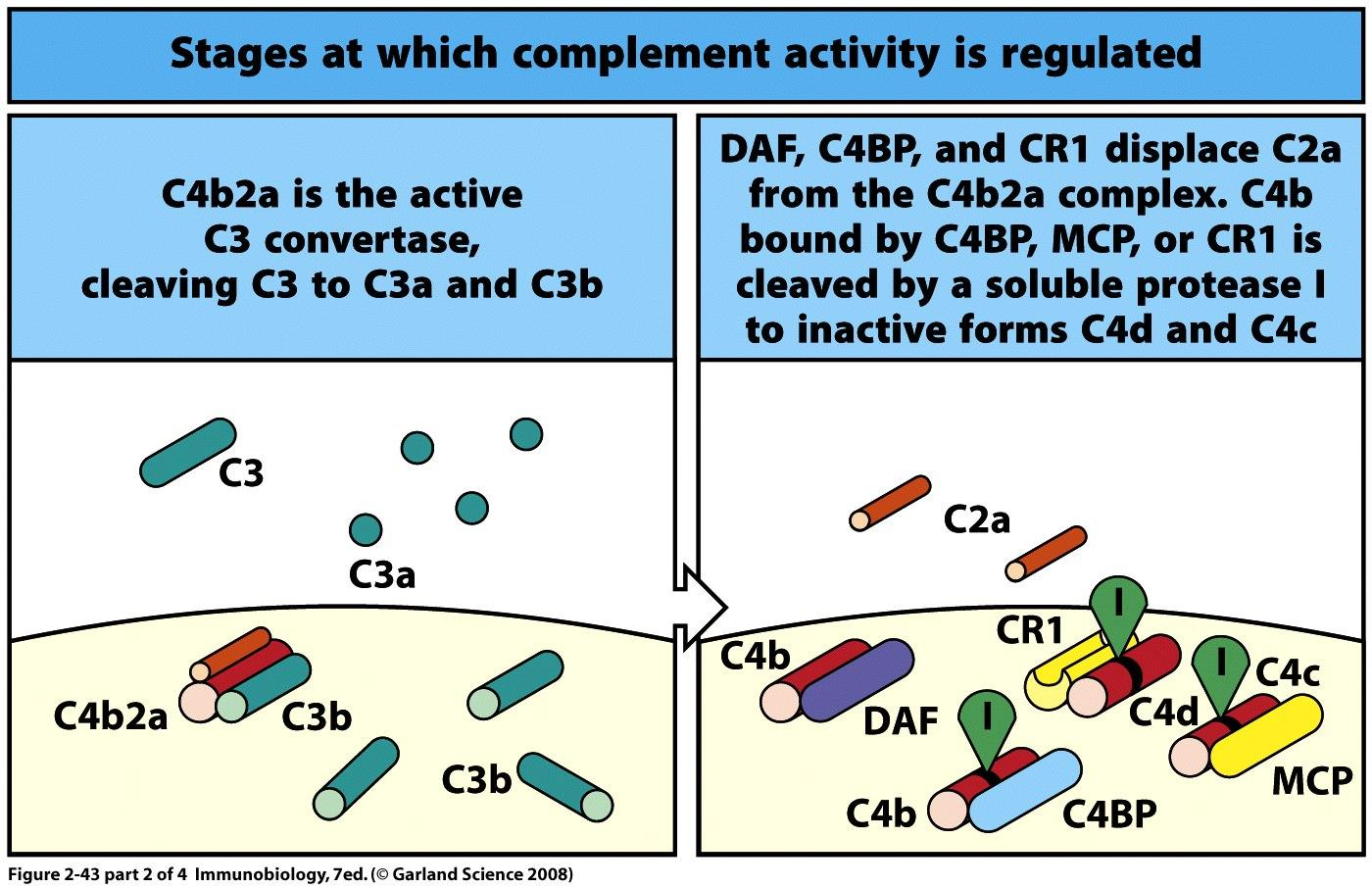 Stages at which complement activity is regulated
C4b2a is the active
C3 convertase,
cleaving C3 to C3a and C3b
C3
C3a
C4b2a
C3b
C3b
DAF, C4BP, and CR1 displace C2a
from the C4b2a complex. C4b
bound by C4BP, MCP, or CR1 is
cleaved by a soluble protease I
to inactive forms C4d and C4c
C2a
I
CR1
C4b
I
C4c
C4d
DAF
I
MCP
C4b
C4BP
Figure 2-43 part 2 of 4 Immunobiology, 7ed. (© Garland Science 2008)